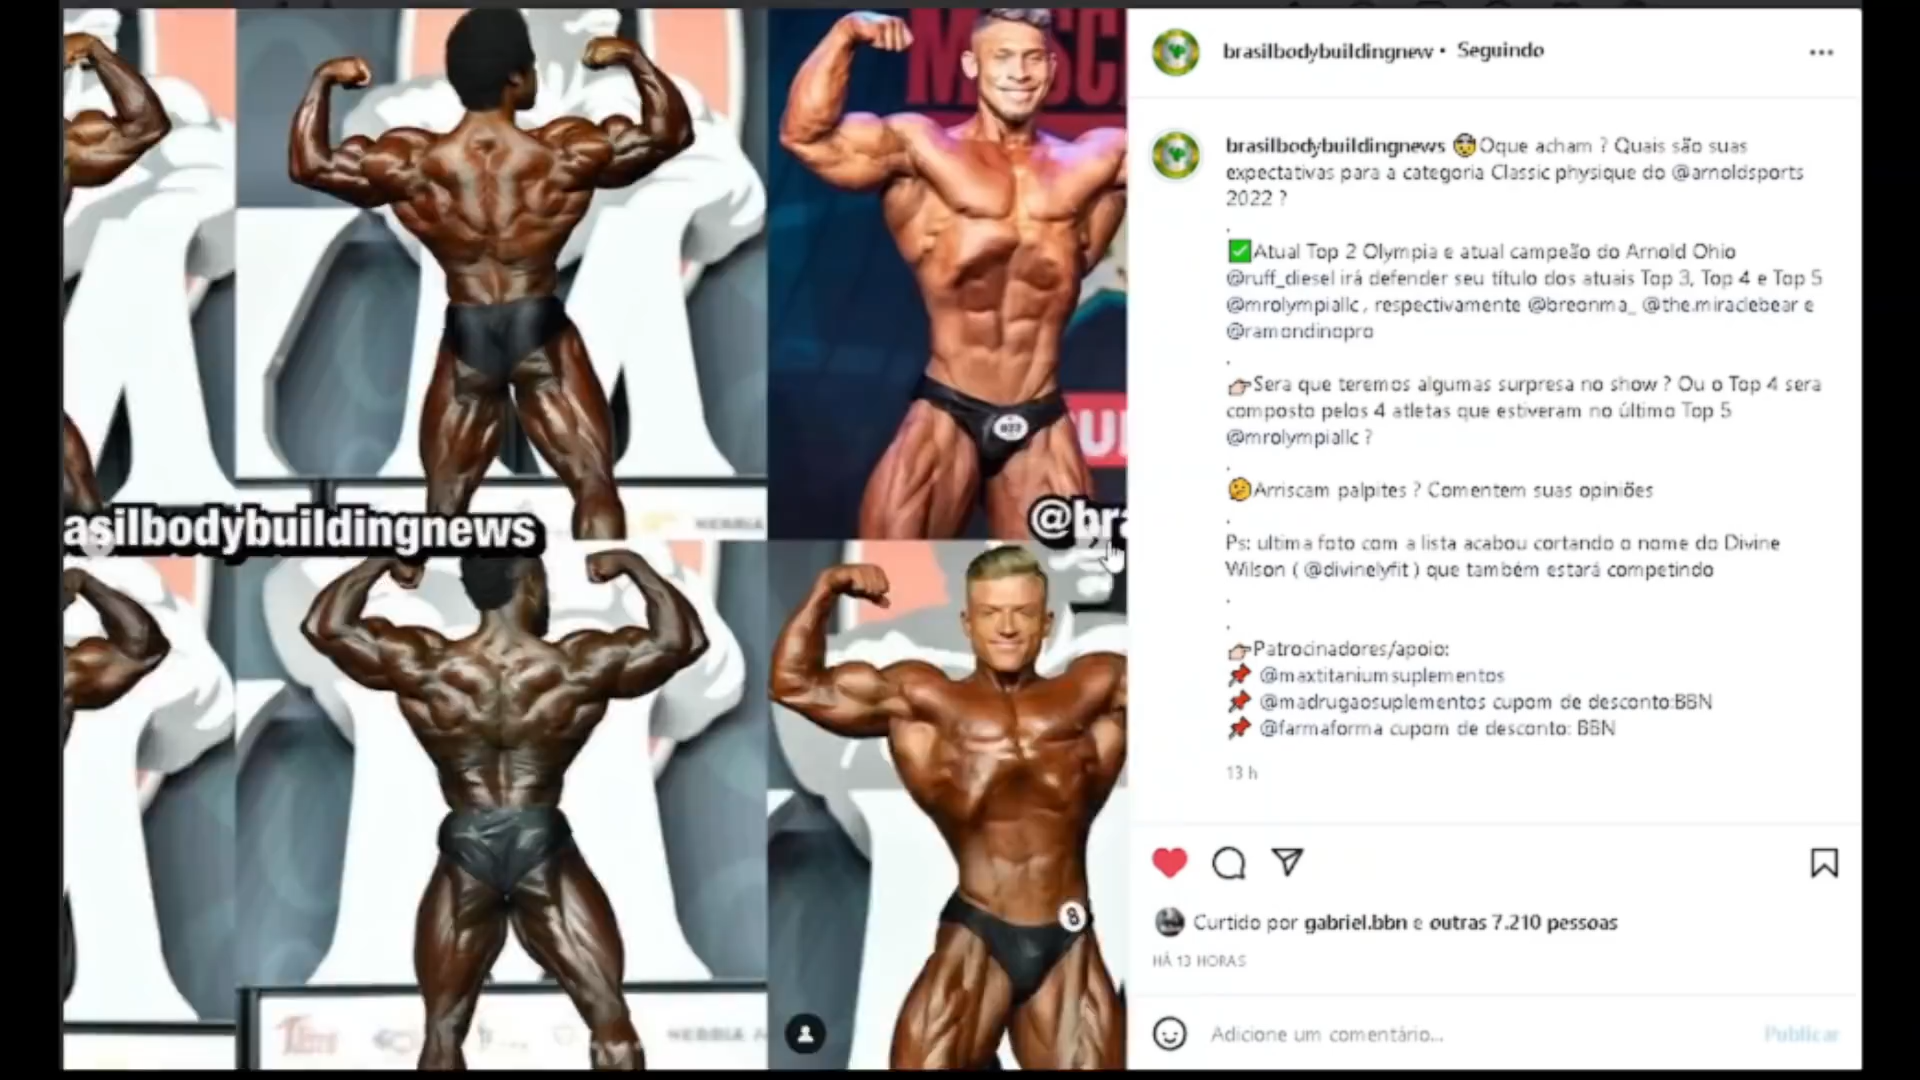 MUSC
UL
077
8
asilbodybuildingnews
@bra
NEBBIA
NEBBIA
brasilbodybuildingnew • Seguindo
brasilbodybuildingnews 🤯Oque acham ? Quais são suas
expectativas para a categoria Classic physique do @arnoldsports
2022 ?
.
✅Atual Top 2 Olympia e atual campeão do Arnold Ohio
@ruff_diesel irá defender seu título dos atuais Top 3, Top 4 e Top 5
@mrolympiallc , respectivamente @breonma_ @the.miraclebear e
@ramondinopro
.
👉Sera que teremos algumas surpresa no show ? Ou o Top 4 sera
composto pelos 4 atletas que estiveram no último Top 5
@mrolympiallc ?
.
🤔Arriscam palpites ? Comentem suas opiniões
.
Ps: ultima foto com a lista acabou cortando o nome do Divine
Wilson ( @divinelyfit ) que também estará competindo
.
.
👉Patrocinadores/apoio:
📌 @maxtitaniumsuplementos
📌 @madrugaosuplementos cupom de desconto:BBN
📌 @farmaforma cupom de desconto: BBN
13 h
Curtido por gabriel.bbn e outras 7.210 pessoas
HÁ 13 HORAS
Adicione um comentário...
Publicar